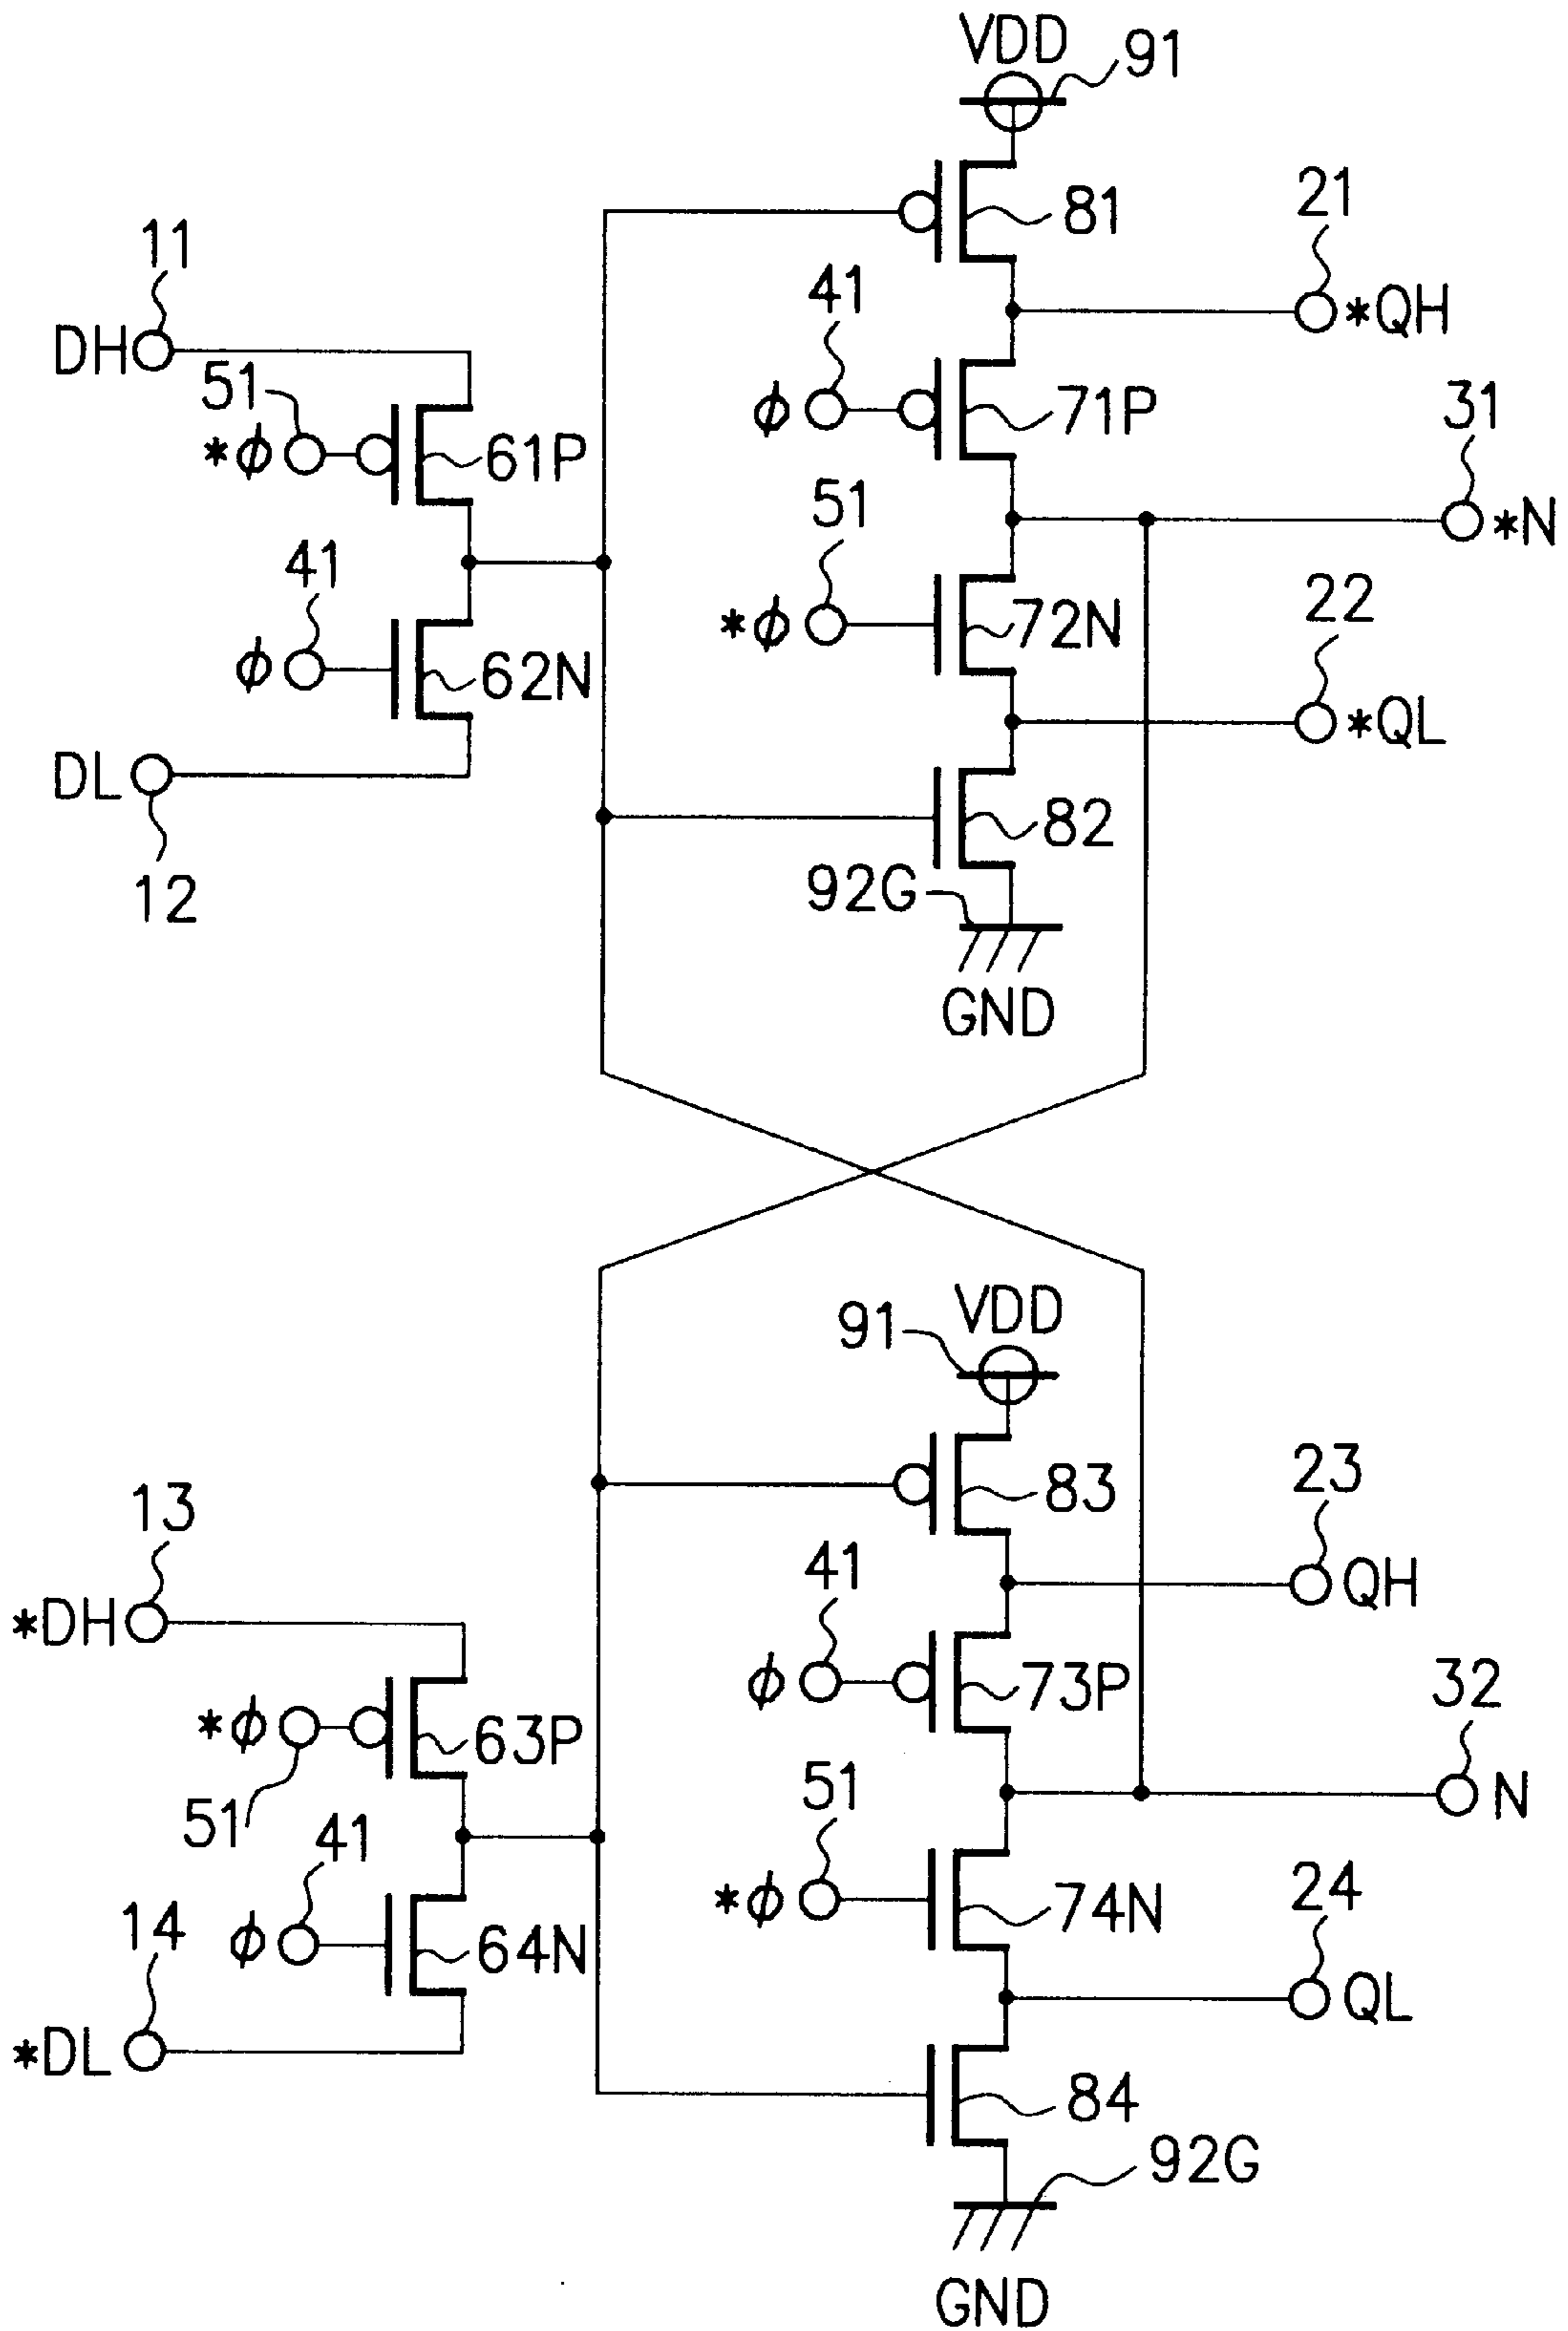 VDD
91
81
21
*QH
11
DH
41
ϕ
71P
51
*ϕ
61P
31
*N
51
*ϕ
72N
41
ϕ
62N
22
*QL
DL
12
82
92G
GND
VDD
91
83
23
QH
13
*DH
41
ϕ
73P
*ϕ
63P
51
32
N
51
*ϕ
74N
41
ϕ
64N
14
*DL
24
QL
84
92G
GND